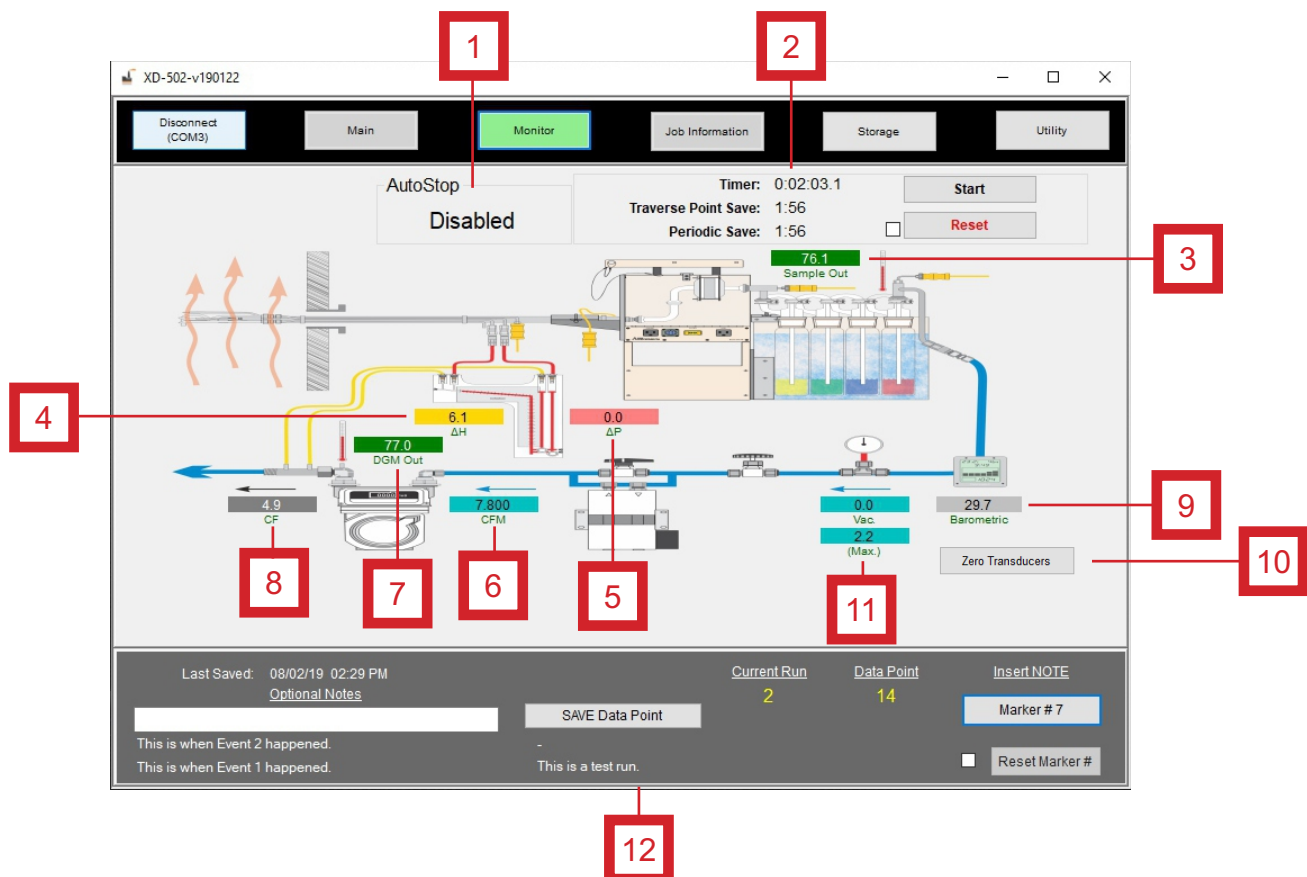 1
2
XD-502-v190122
Disconnect
(COM3)
Main
Monitor
Job Information
Storage
Utility
AutoStop
Disabled
Timer: 0:02:03.1
Traverse Point Save: 1:56
Periodic Save: 1:56
Start
Reset
76.1
Sample Out
3
4
6.1
ΔH
0.0
ΔP
77.0
DGM Out
4.9
CF
7.800
CFM
0.0
Vac.
2.2
(Max.)
29.7
Barometric
9
Zero Transducers
10
8
7
6
5
11
Last Saved: 08/02/19 02:29 PM
Optional Notes
SAVE Data Point
Current Run
2
Data Point
14
Insert NOTE
Marker # 7
This is when Event 2 happened.
-
This is when Event 1 happened.
This is a test run.
Reset Marker #
12